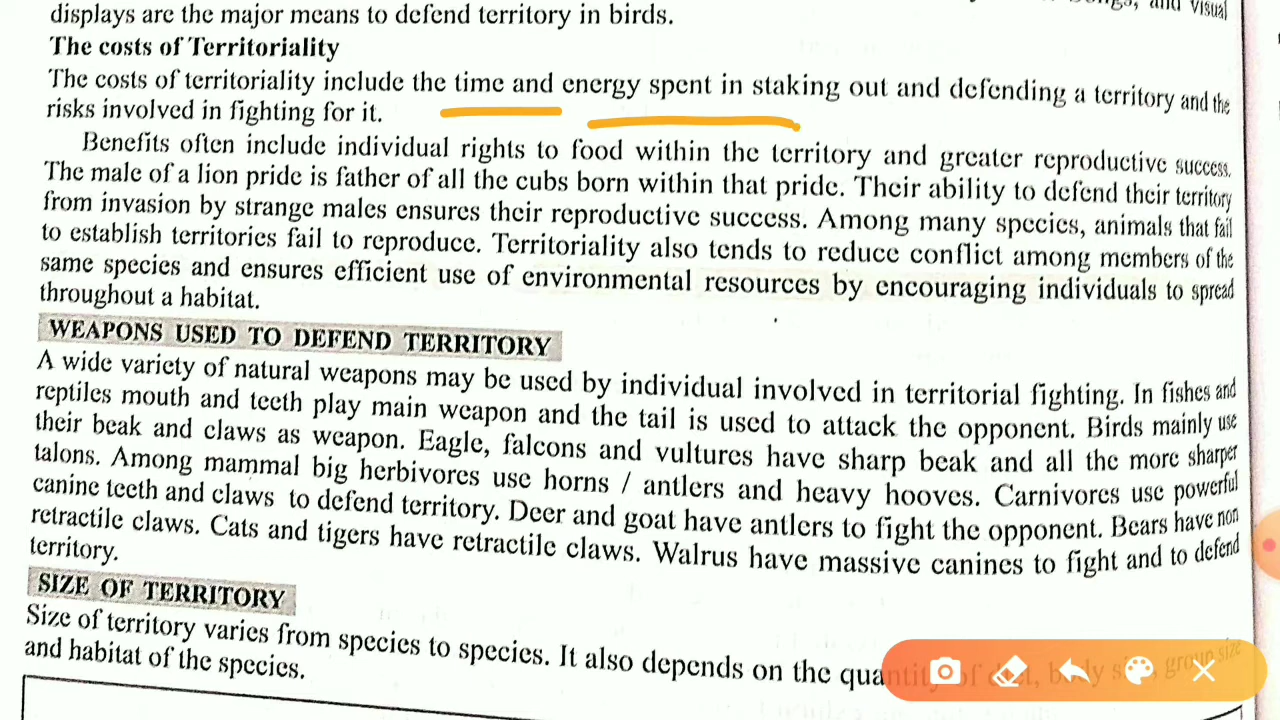 displays are the major means to defend territory in birds.
and visual
The costs of Territoriality
The costs of territoriality include the time and energy spent in staking out and defending a territory and the
risks involved in fighting for it.
Benefits often include individual rights to food within the territory and greater reproductive success.
The male of a lion pride is father of all the cubs born within that pride. Their ability to defend their territory
from invasion by strange males ensures their reproductive success. Among many species, animals that fail
to establish territories fail to reproduce. Territoriality also tends to reduce conflict among members of the
same species and ensures efficient use of environmental resources by encouraging individuals to spread
throughout a habitat.
WEAPONS USED TO DEFEND TERRITORY
A wide variety of natural weapons may be used by individual involved in territorial fighting. In fishes and
reptiles mouth and teeth play main weapon and the tail is used to attack the opponent. Birds mainly use
their beak and claws as weapon. Eagle, falcons and vultures have sharp beak and all the more sharper
talons. Among mammal big herbivores use horns / antlers and heavy hooves. Carnivores use powerful
canine teeth and claws to defend territory. Deer and goat have antlers to fight the opponent. Bears have non
retractile claws. Cats and tigers have retractile claws. Walrus have massive canines to fight and to defend
territory.
SIZE OF TERRITORY
Size of territory varies from species to species. It also depends on the quantity of diet, body size, group size
and habitat of the species.